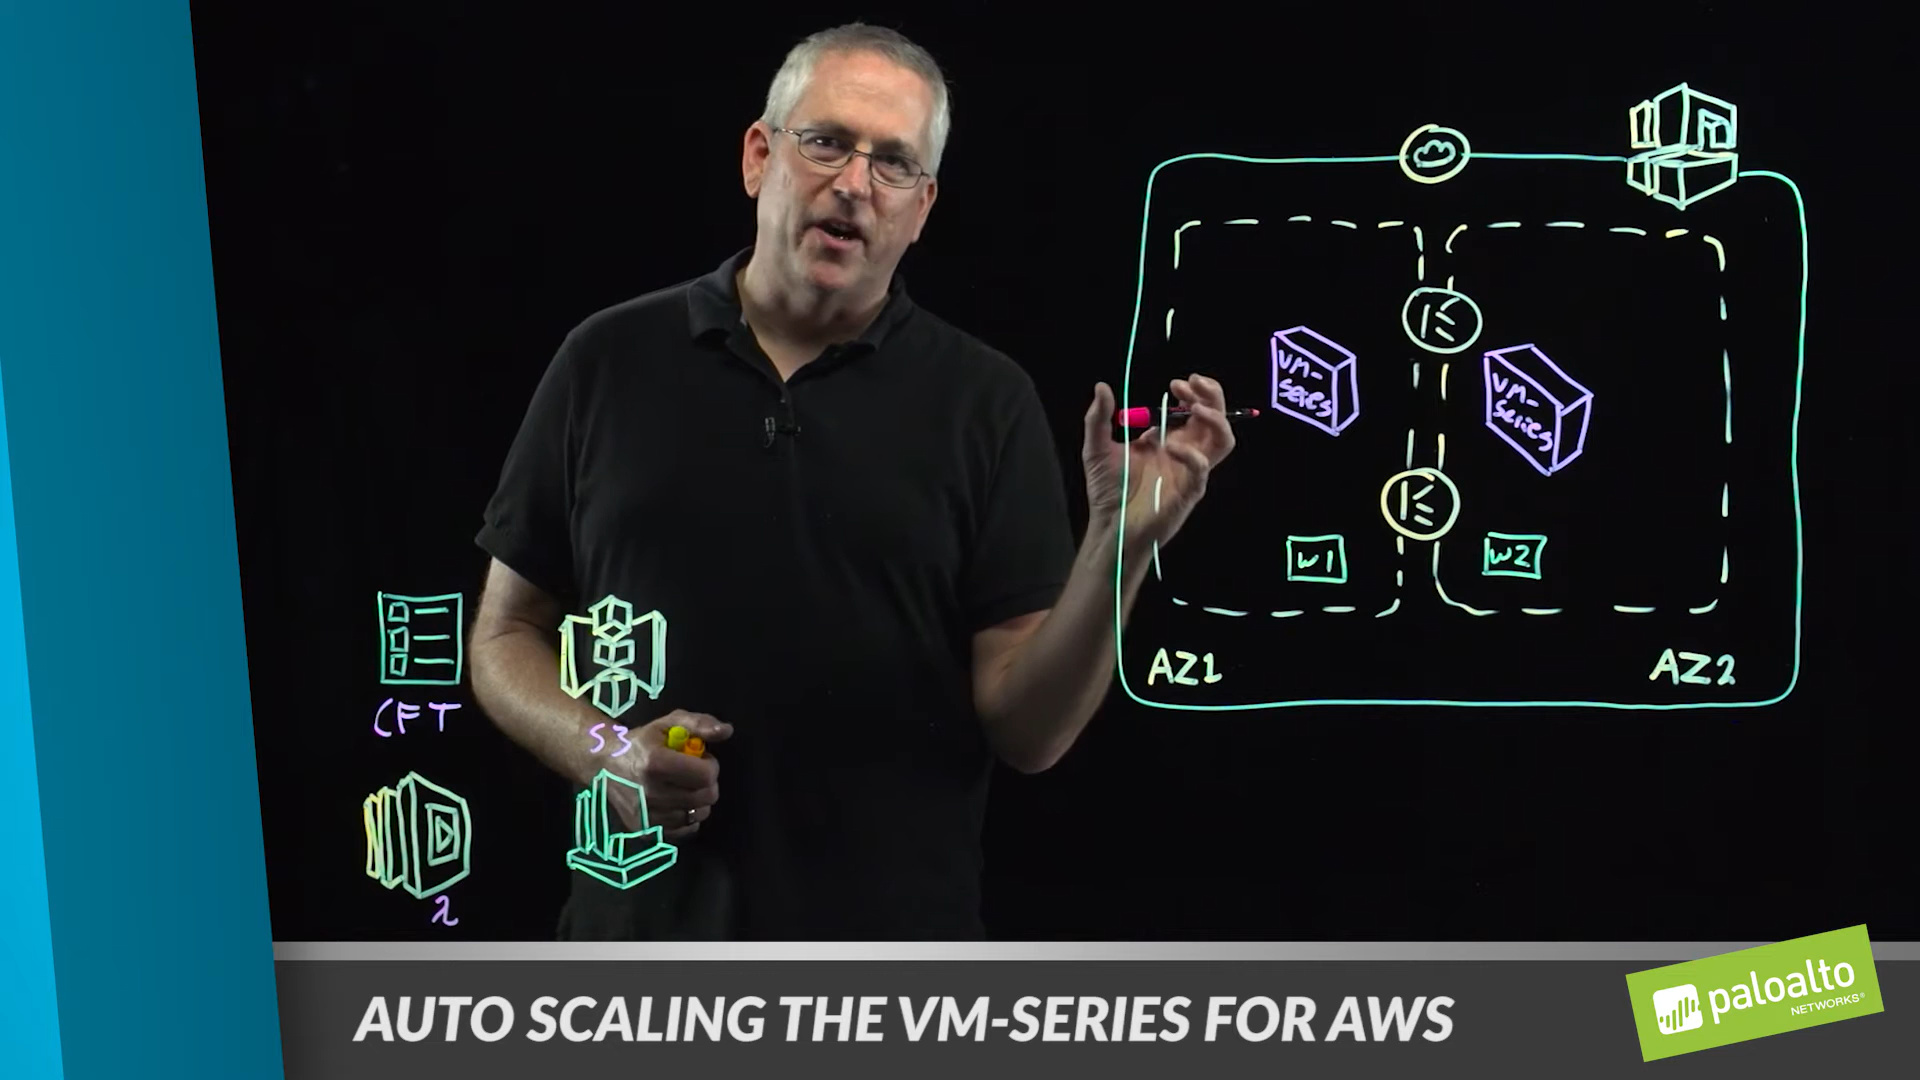 VM-
series
VM-
series
W1
W2
AZ1
AZ2
CFT
S3
λ
AUTO SCALING THE VM-SERIES FOR AWS
paloalto
NETWORKS®